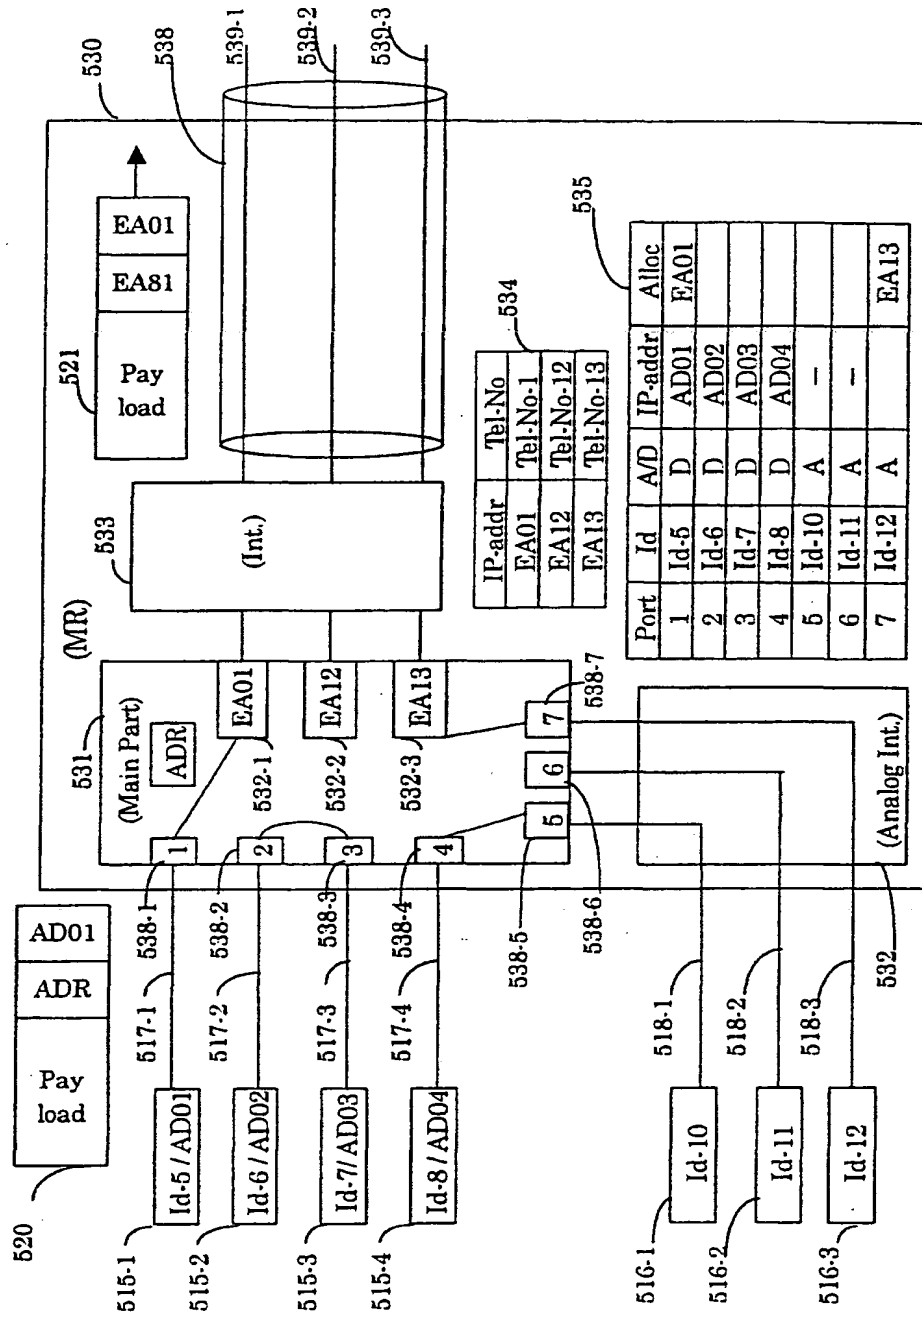 520
Pay load
ADR
AD01
521
Pay load
EA81
EA01
530
(MR)
531
(Main Part)
ADR
533
(Int.)
538
539-1
539-2
539-3
515-1
Id-5 / AD01
517-1
538-1
1
EA01
532-1
515-2
Id-6 / AD02
517-2
538-2
2
EA12
532-2
515-3
Id-7/AD03
517-3
538-3
3
EA13
532-3
515-4
Id-8 / AD04
517-4
538-4
4
538-5
5
538-6
6
7
538-7
534
IP-addr Tel-No
EA01 Tel-No-1
EA12 Tel-No-12
EA13 Tel-No-13
535
Port Id A/D IP-addr Alloc
1 Id-5 D AD01 EA01
2 Id-6 D AD02
3 Id-7 D AD03
4 Id-8 D AD04
5 Id-10 A –
6 Id-11 A –
7 Id-12 A EA13
516-1
Id-10
518-1
516-2
Id-11
518-2
516-3
Id-12
518-3
532
(Analog Int.)